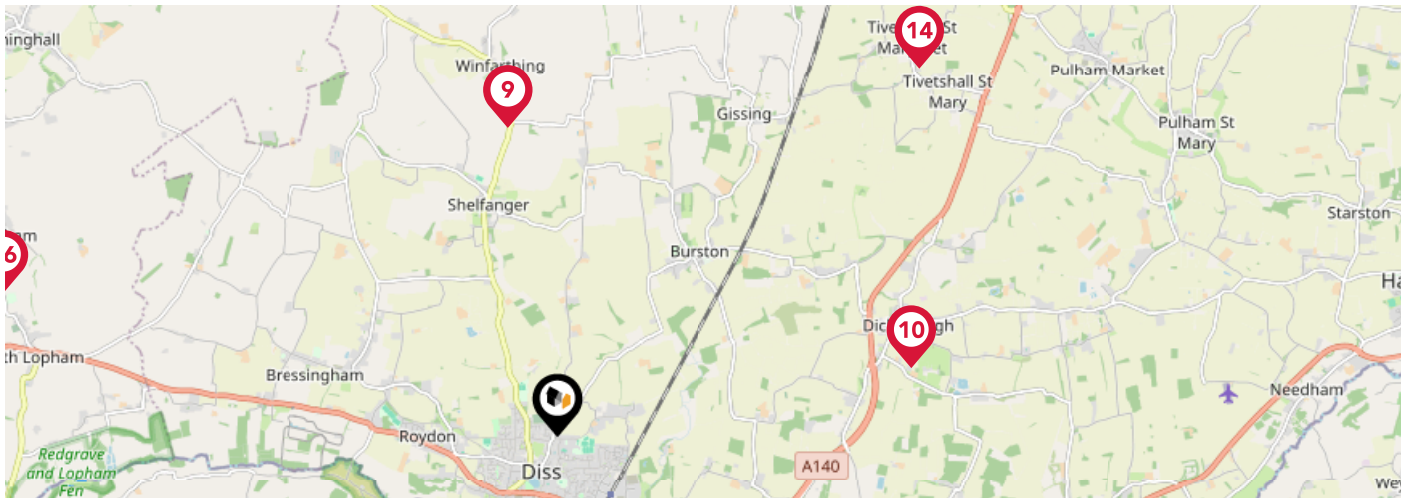 14
Winfarthing
9
Tivetshall St
Mary
Pulham Market
Gissing
Pulham St
Mary
Shelfanger
Starston
Burston
6
10
Bressingham
Needham
Roydon
Redgrave
and Lopham
Fen
Diss
A140